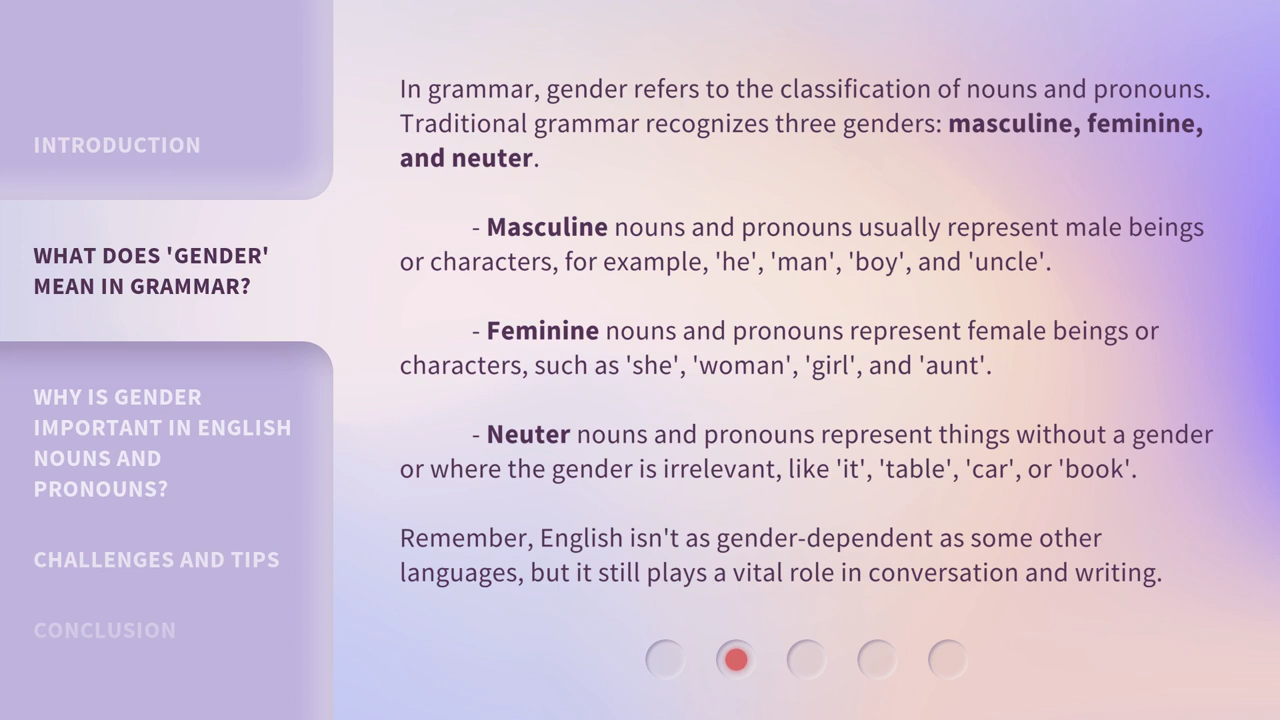 INTRODUCTION
WHAT DOES 'GENDER'
MEAN IN GRAMMAR?
WHY IS GENDER
IMPORTANT IN ENGLISH
NOUNS AND
PRONOUNS?
CHALLENGES AND TIPS
CONCLUSION
In grammar, gender refers to the classification of nouns and pronouns.
Traditional grammar recognizes three genders: masculine, feminine,
and neuter.
- Masculine nouns and pronouns usually represent male beings
or characters, for example, 'he', 'man', 'boy', and 'uncle'.
- Feminine nouns and pronouns represent female beings or
characters, such as 'she', 'woman', 'girl', and 'aunt'.
- Neuter nouns and pronouns represent things without a gender
or where the gender is irrelevant, like 'it', 'table', 'car', or 'book'.
Remember, English isn't as gender-dependent as some other
languages, but it still plays a vital role in conversation and writing.